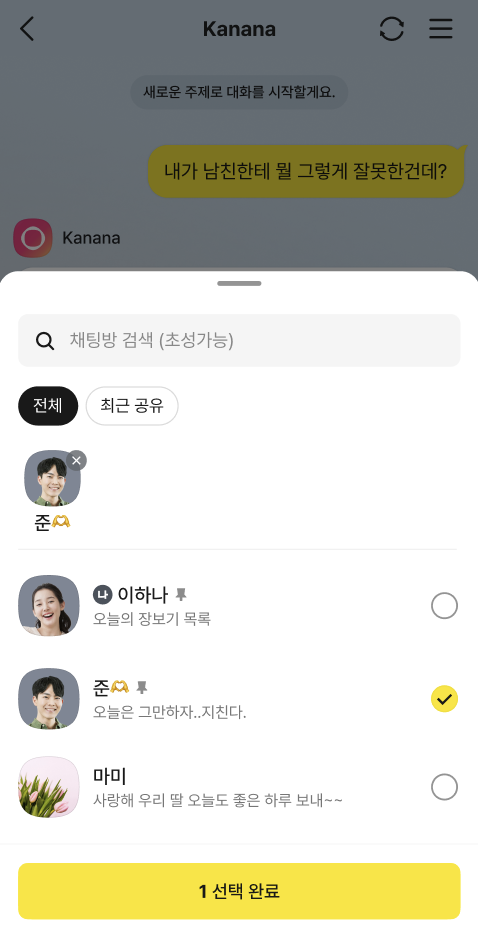 Kanana
새로운 주제로 대화를 시작할게요.
내가 남친한테 뭘 그렇게 잘못한건데?
Kanana
채팅방 검색 (초성가능)
전체 최근 공유
준🫶
나 이하나
오늘의 장보기 목록
준🫶
오늘은 그만하자..지친다.
마미
사랑해 우리 딸 오늘도 좋은 하루 보내~~
1 선택 완료